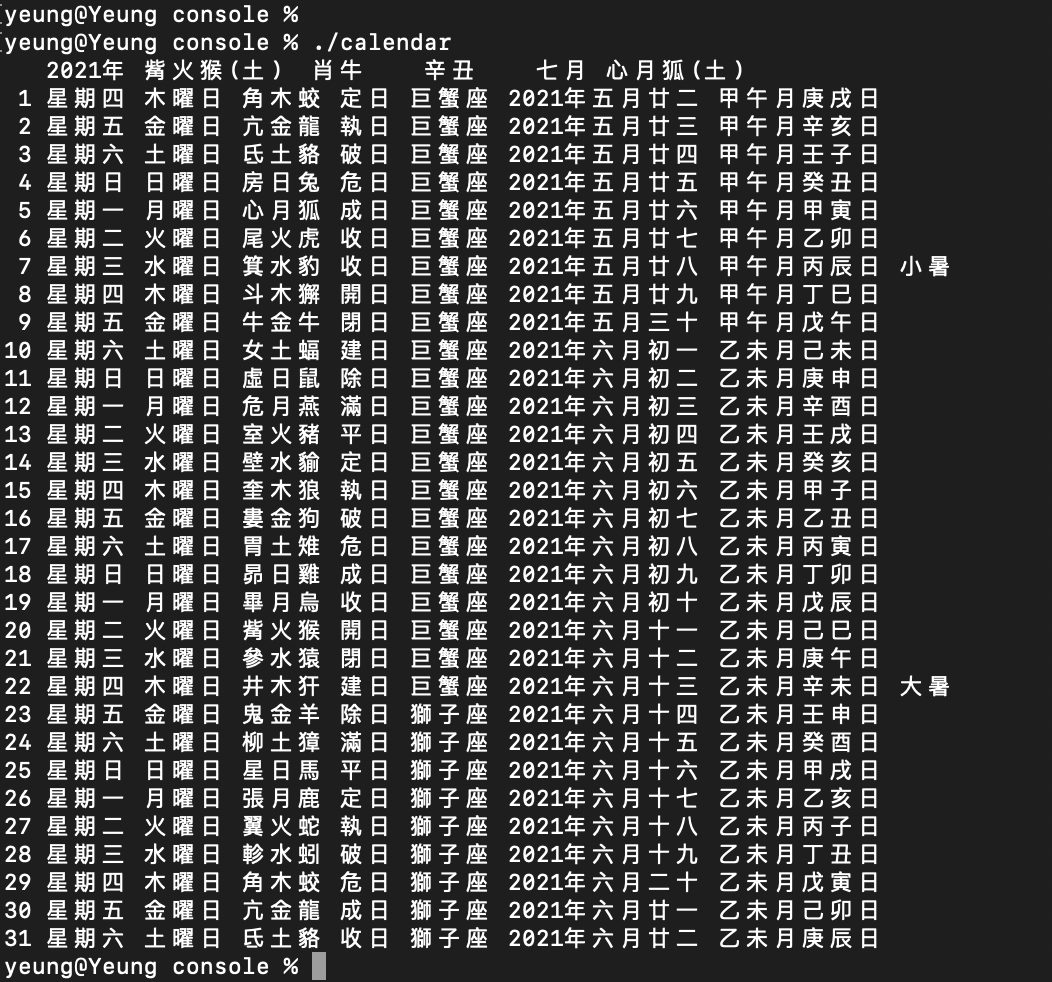 yeung@Yeung console %
yeung@Yeung console % ./calendar
2021年 觜火猴(土) 肖牛 辛丑 七月 心月狐(土)
1 星期四 木曜日 角木蛟 定日 巨蟹座 2021年五月廿二 甲午月庚戌日
2 星期五 金曜日 亢金龍 執日 巨蟹座 2021年五月廿三 甲午月辛亥日
3 星期六 土曜日 氐土貉 破日 巨蟹座 2021年五月廿四 甲午月壬子日
4 星期日 日曜日 房日兔 危日 巨蟹座 2021年五月廿五 甲午月癸丑日
5 星期一 月曜日 心月狐 成日 巨蟹座 2021年五月廿六 甲午月甲寅日
6 星期二 火曜日 尾火虎 收日 巨蟹座 2021年五月廿七 甲午月乙卯日
7 星期三 水曜日 箕水豹 收日 巨蟹座 2021年五月廿八 甲午月丙辰日 小暑
8 星期四 木曜日 斗木獬 開日 巨蟹座 2021年五月廿九 甲午月丁巳日
9 星期五 金曜日 牛金牛 閉日 巨蟹座 2021年五月三十 甲午月戊午日
10 星期六 土曜日 女土蝠 建日 巨蟹座 2021年六月初一 乙未月己未日
11 星期日 日曜日 虛日鼠 除日 巨蟹座 2021年六月初二 乙未月庚申日
12 星期一 月曜日 危月燕 滿日 巨蟹座 2021年六月初三 乙未月辛酉日
13 星期二 火曜日 室火豬 平日 巨蟹座 2021年六月初四 乙未月壬戌日
14 星期三 水曜日 壁水貐 定日 巨蟹座 2021年六月初五 乙未月癸亥日
15 星期四 木曜日 奎木狼 執日 巨蟹座 2021年六月初六 乙未月甲子日
16 星期五 金曜日 婁金狗 破日 巨蟹座 2021年六月初七 乙未月乙丑日
17 星期六 土曜日 胃土雉 危日 巨蟹座 2021年六月初八 乙未月丙寅日
18 星期日 日曜日 昴日雞 成日 巨蟹座 2021年六月初九 乙未月丁卯日
19 星期一 月曜日 畢月烏 收日 巨蟹座 2021年六月初十 乙未月戊辰日
20 星期二 火曜日 觜火猴 開日 巨蟹座 2021年六月十一 乙未月己巳日
21 星期三 水曜日 參水猿 閉日 巨蟹座 2021年六月十二 乙未月庚午日
22 星期四 木曜日 井木犴 建日 巨蟹座 2021年六月十三 乙未月辛未日 大暑
23 星期五 金曜日 鬼金羊 除日 獅子座 2021年六月十四 乙未月壬申日
24 星期六 土曜日 柳土獐 滿日 獅子座 2021年六月十五 乙未月癸酉日
25 星期日 日曜日 星日馬 平日 獅子座 2021年六月十六 乙未月甲戌日
26 星期一 月曜日 張月鹿 定日 獅子座 2021年六月十七 乙未月乙亥日
27 星期二 火曜日 翼火蛇 執日 獅子座 2021年六月十八 乙未月丙子日
28 星期三 水曜日 軫水蚓 破日 獅子座 2021年六月十九 乙未月丁丑日
29 星期四 木曜日 角木蛟 危日 獅子座 2021年六月二十 乙未月戊寅日
30 星期五 金曜日 亢金龍 成日 獅子座 2021年六月廿一 乙未月己卯日
31 星期六 土曜日 氐土貉 收日 獅子座 2021年六月廿二 乙未月庚辰日
yeung@Yeung console %